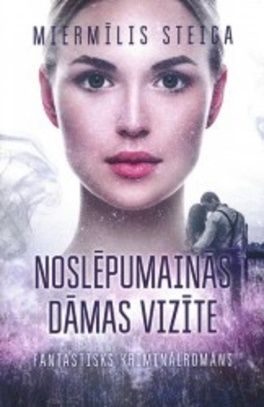 MIERMĪLIS STEIGA
NOSLĒPUMAINĀS
DĀMAS VIZĪTE
FANTASTISKS KRIMINĀLROMĀNS